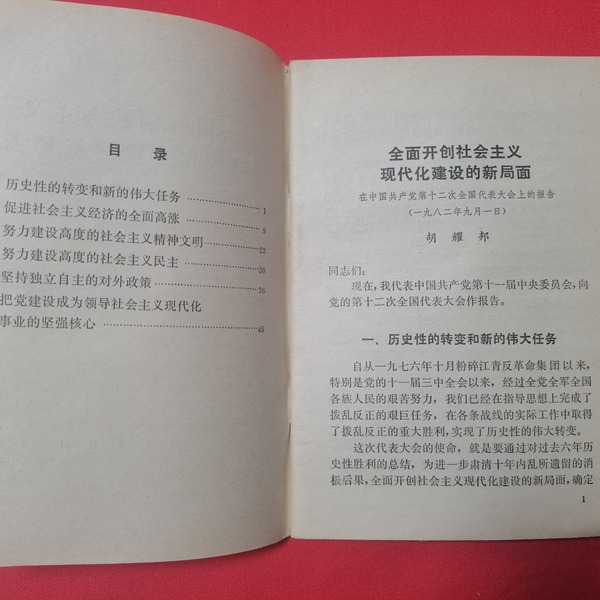 目 录
历史性的转变和新的伟大任务 …………… 1
促进社会主义经济的全面高涨 …………… 9
努力建设高度的社会主义精神文明 ……… 22
努力建设高度的社会主义民主 …………… 30
坚持独立自主的对外政策 ………………… 36
把党建设成为领导社会主义现代化
事业的坚强核心 …………………………… 45
全面开创社会主义
现代化建设的新局面
在中国共产党第十二次全国代表大会上的报告
（一九八二年九月一日）
胡 耀 邦
同志们：
现在，我代表中国共产党第十一届中央委员会，向
党的第十二次全国代表大会作报告。
一、历史性的转变和新的伟大任务
自从一九七六年十月粉碎江青反革命集团以来，
特别是党的十一届三中全会以来，经过全党全军全国
各族人民的艰苦努力，我们已经在指导思想上完成了
拨乱反正的艰巨任务，在各条战线的实际工作中取得
了拨乱反正的重大胜利，实现了历史性的伟大转变。
这次代表大会的使命，就是要通过对过去六年历
史性胜利的总结，为进一步肃清十年内乱所遗留的消
极后果，全面开创社会主义现代化建设的新局面，确定
1